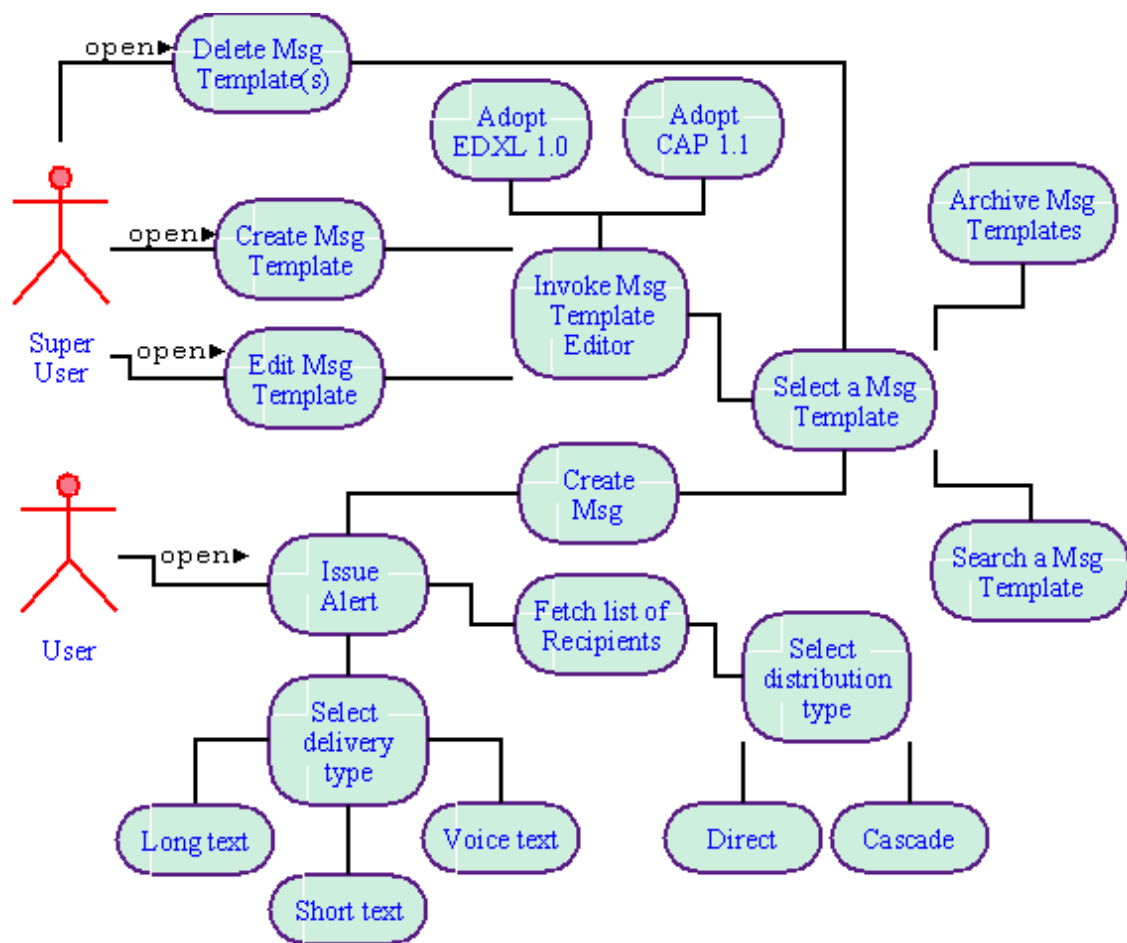 open
Delete Msg
Template(s)
Adopt
EDXL 1.0
Adopt
CAP 1.1
Archive Msg
Templates
open
Create Msg
Template
Invoke Msg
Template
Editor
Super
User
open
Edit Msg
Template
Select a Msg
Template
Create
Msg
open
Issue
Alert
Search a Msg
Template
User
Fetch list of
Recipients
Select
distribution
type
Select
delivery
type
Long text
Voice text
Direct
Cascade
Short text